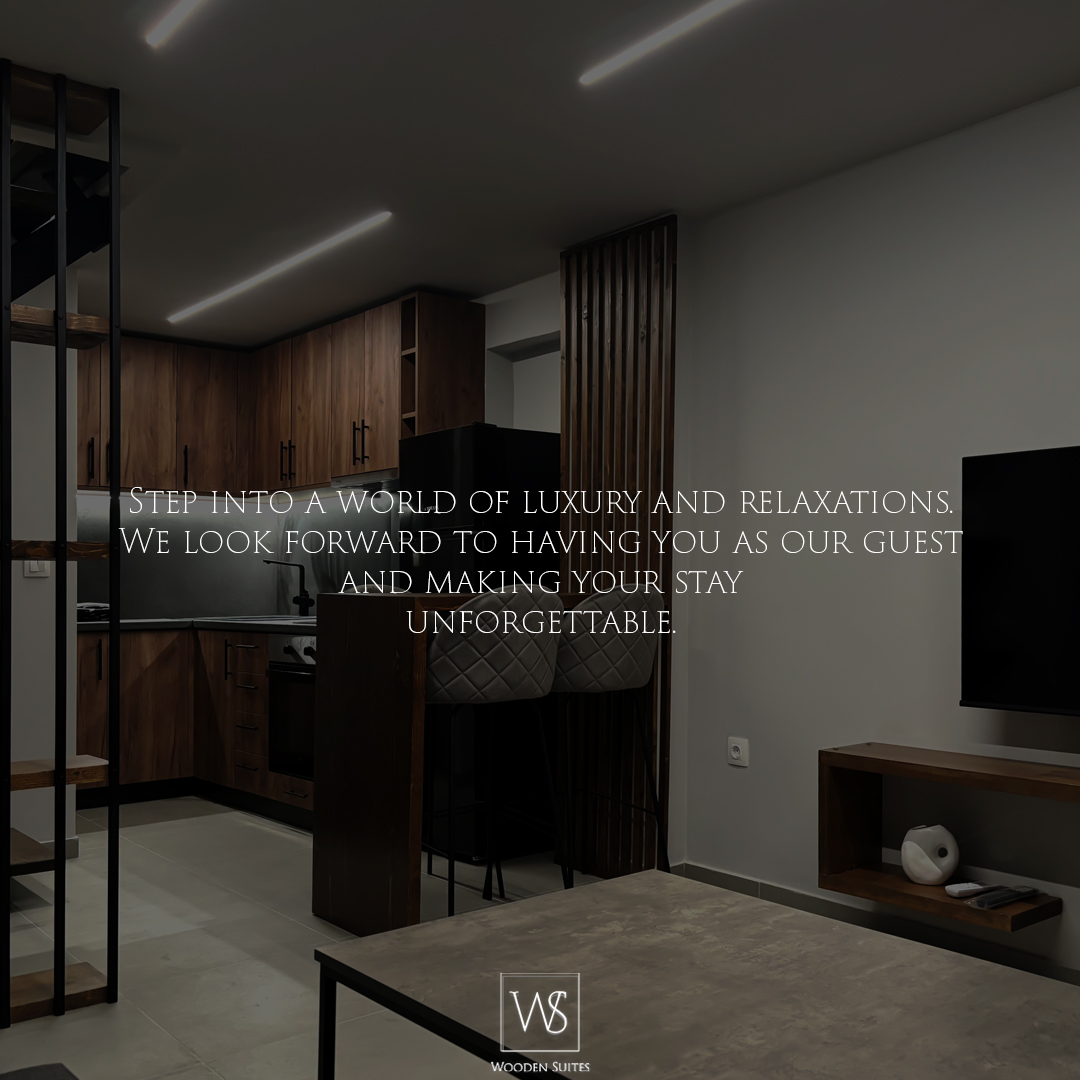 Step into a world of luxury and relaxations.
We look forward to having you as our guest
and making your stay
unforgettable.
WS
Wooden Suites